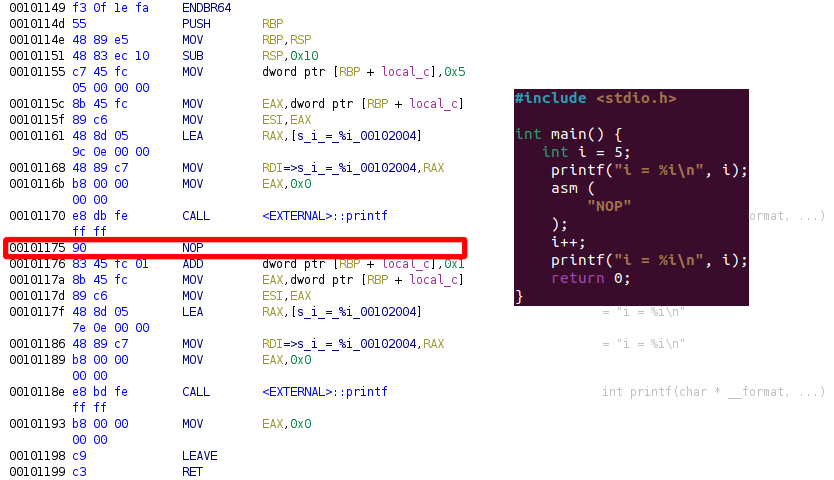 00101149 f3 0f 1e fa ENDBR64
0010114d 55 PUSH RBP
0010114e 48 89 e5 MOV RBP,RSP
00101151 48 83 ec 10 SUB RSP,0x10
00101155 c7 45 fc MOV dword ptr [RBP + local_c],0x5
05 00 00 00
0010115c 8b 45 fc MOV EAX,dword ptr [RBP + local_c]
0010115f 89 c6 MOV ESI,EAX
00101161 48 8d 05 LEA RAX,[s_i_=_%i_00102004]
9c 0e 00 00
00101168 48 89 c7 MOV RDI=>s_i_=_%i_00102004,RAX
0010116b b8 00 00 MOV EAX,0x0
00 00
00101170 e8 db fe CALL <EXTERNAL>::printf format, ...)
ff ff
00101175 90 NOP
00101176 83 45 fc 01 ADD dword ptr [RBP + local_c],0x1
0010117a 8b 45 fc MOV EAX,dword ptr [RBP + local_c]
0010117d 89 c6 MOV ESI,EAX
0010117f 48 8d 05 LEA RAX,[s_i_=_%i_00102004] = "i = %i\n"
7e 0e 00 00
00101186 48 89 c7 MOV RDI=>s_i_=_%i_00102004,RAX = "i = %i\n"
00101189 b8 00 00 MOV EAX,0x0
00 00
0010118e e8 bd fe CALL <EXTERNAL>::printf int printf(char * __format, ...)
ff ff
00101193 b8 00 00 MOV EAX,0x0
00 00
00101198 c9 LEAVE
00101199 c3 RET
#include <stdio.h>
int main() {
int i = 5;
printf("i = %i\n", i);
asm (
"NOP"
);
i++;
printf("i = %i\n", i);
return 0;
}